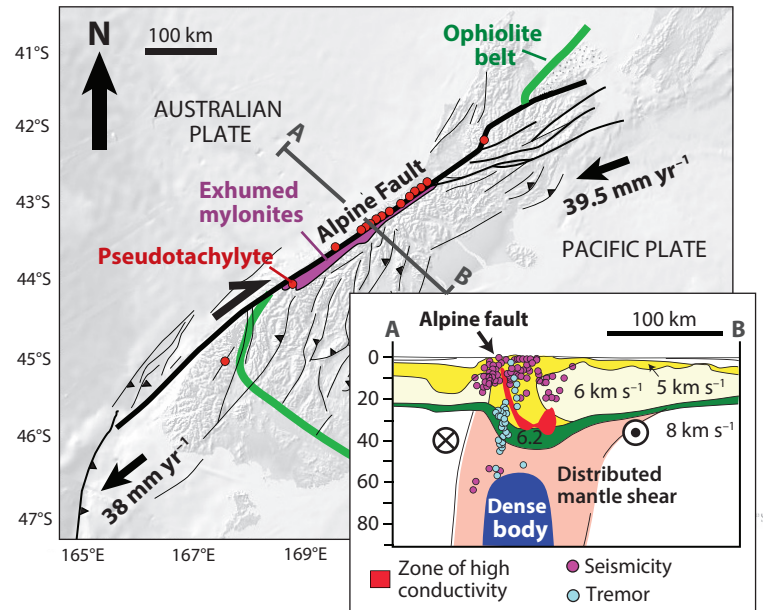 N
100 km
41°S
42°S
43°S
44°S
45°S
46°S
47°S
165°E
167°E
169°E
Ophiolite
belt
AUSTRALIAN
PLATE
A
Alpine Fault
Exhumed
mylonites
39.5 mm yr⁻¹
PACIFIC PLATE
Pseudotachylyte
B
38 mm yr⁻¹
Alpine fault
100 km
A
B
0
20
40
60
80
6 km s⁻¹
5 km s⁻¹
8 km s⁻¹
6.2
Distributed
mantle shear
Dense
body
Zone of high
conductivity
Seismicity
Tremor